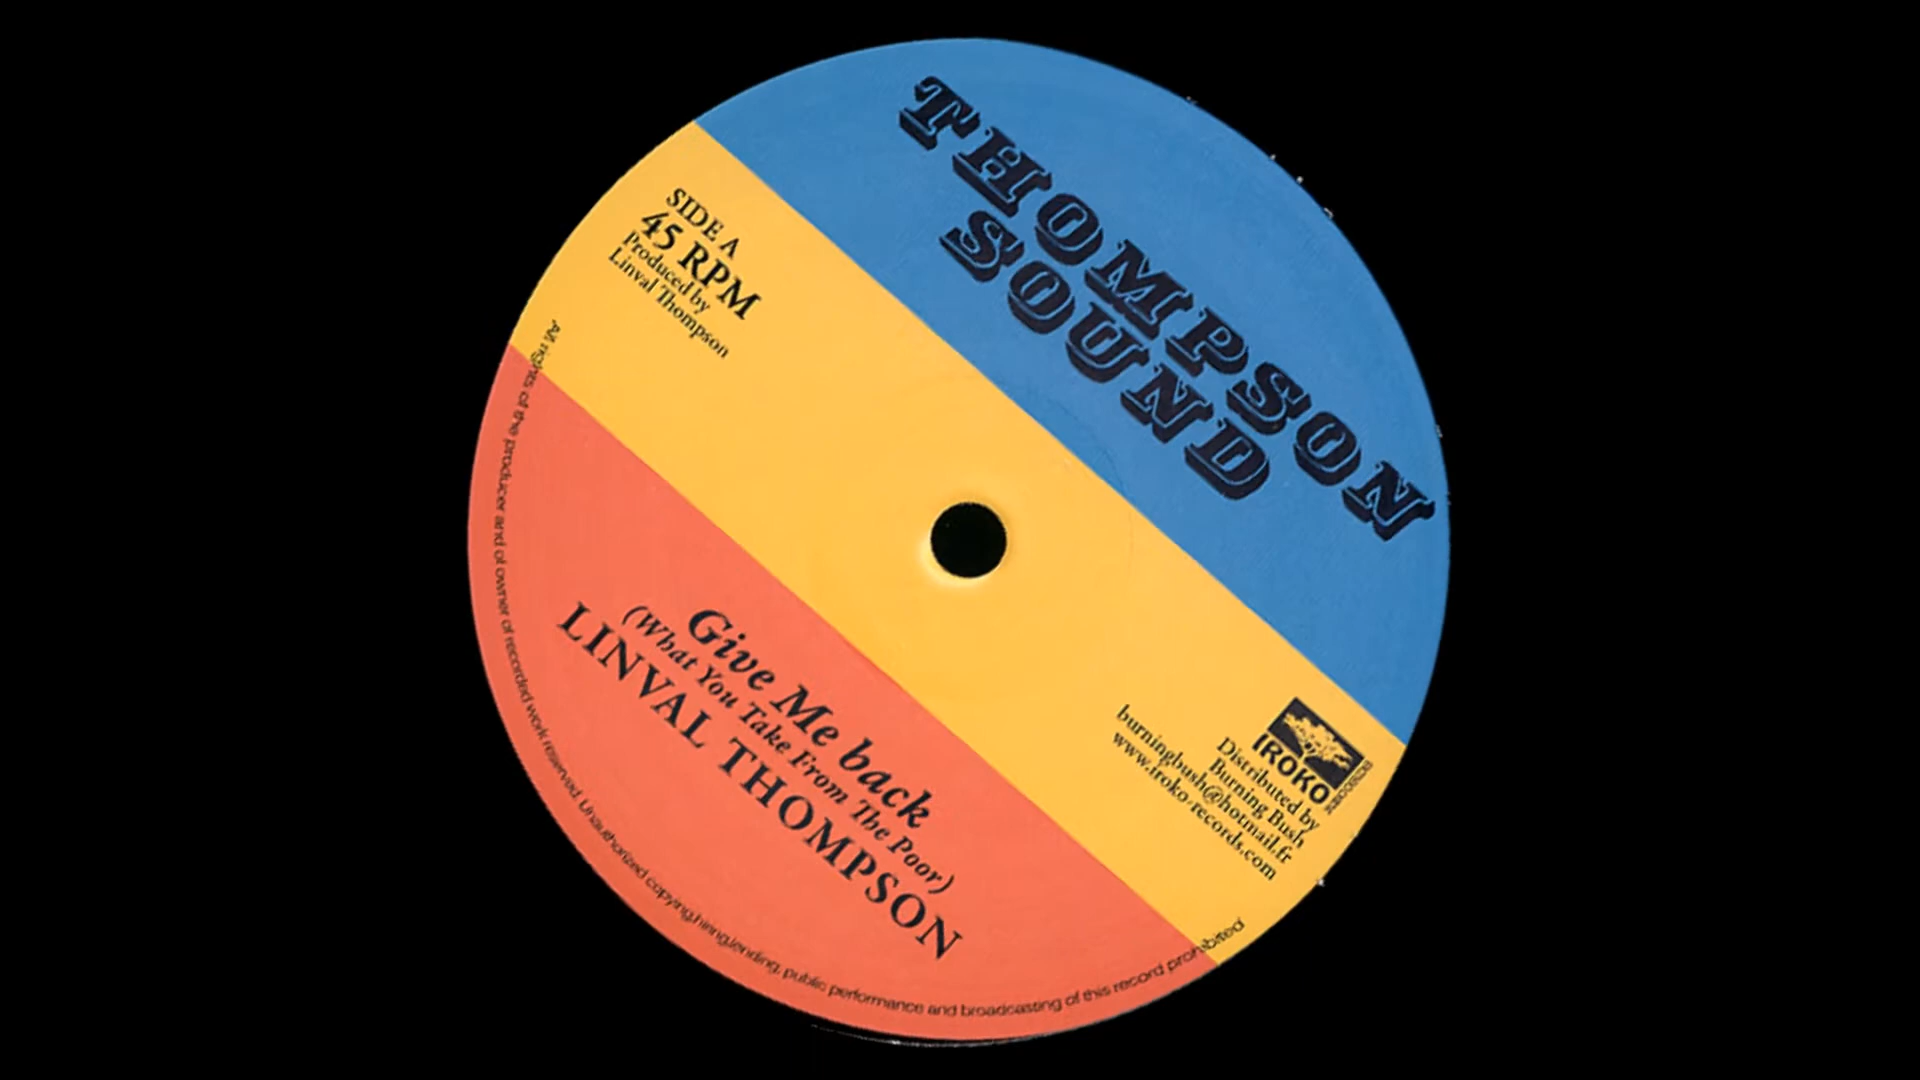 THOMPSON
SOUND
SIDE A
45 RPM
Produced by
Linval Thompson
IROKO
RECORDS
Distributed by
Burning Bush
burningbush@hotmail.fr
www.iroko-records.com
Give Me back
(What You Take From The Poor)
LINVAL THOMPSON
All rights of the producer and of owner of recorded work reserved. Unauthorized copying,hiring,lending, public performance and broadcasting of this record prohibited